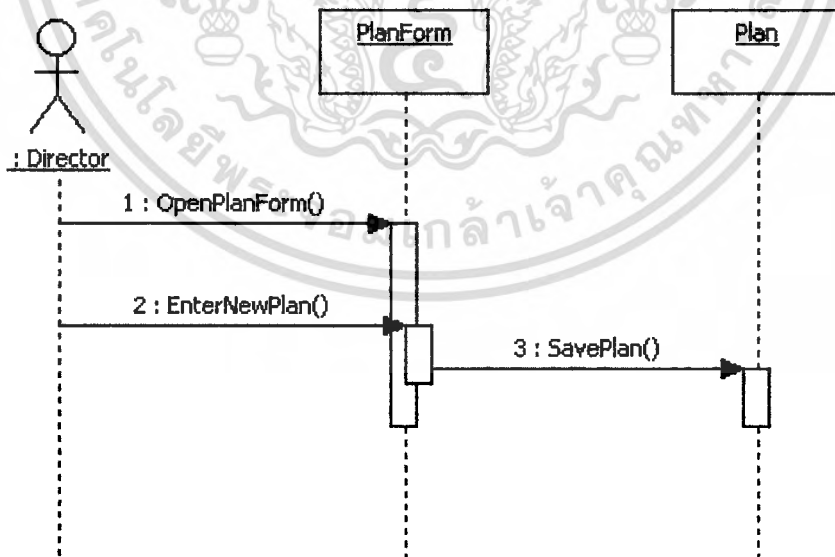 PlanForm
Plan
: Director
1 : OpenPlanForm()
2 : EnterNewPlan()
3 : SavePlan()